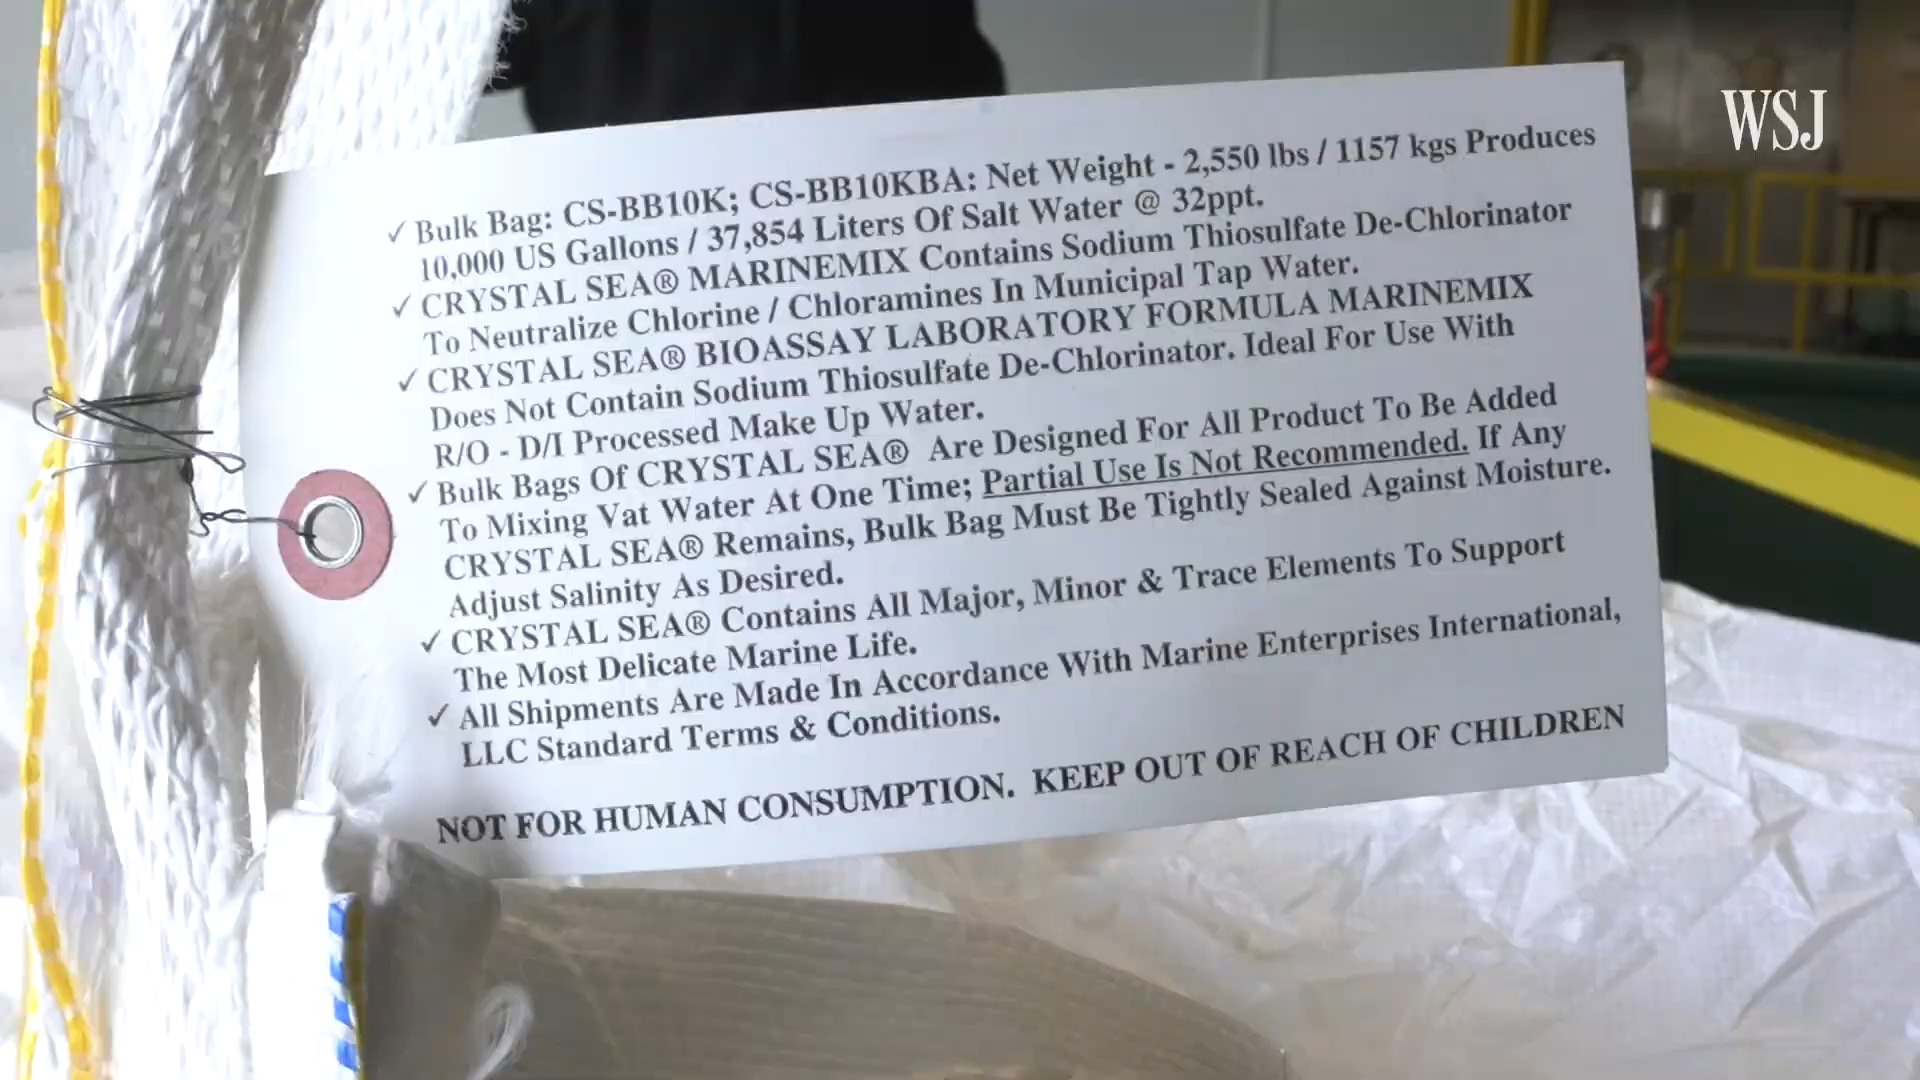 WSJ
✓ Bulk Bag: CS-BB10K; CS-BB10KBA: Net Weight - 2,550 lbs / 1157 kgs Produces
10,000 US Gallons / 37,854 Liters Of Salt Water @ 32ppt.
✓ CRYSTAL SEA® MARINEMIX Contains Sodium Thiosulfate De-Chlorinator
To Neutralize Chlorine / Chloramines In Municipal Tap Water.
✓ CRYSTAL SEA® BIOASSAY LABORATORY FORMULA MARINEMIX
Does Not Contain Sodium Thiosulfate De-Chlorinator. Ideal For Use With
R/O - D/I Processed Make Up Water.
✓ Bulk Bags Of CRYSTAL SEA® Are Designed For All Product To Be Added
To Mixing Vat Water At One Time; Partial Use Is Not Recommended. If Any
CRYSTAL SEA® Remains, Bulk Bag Must Be Tightly Sealed Against Moisture.
Adjust Salinity As Desired.
✓ CRYSTAL SEA® Contains All Major, Minor & Trace Elements To Support
The Most Delicate Marine Life.
✓ All Shipments Are Made In Accordance With Marine Enterprises International,
LLC Standard Terms & Conditions.
NOT FOR HUMAN CONSUMPTION. KEEP OUT OF REACH OF CHILDREN